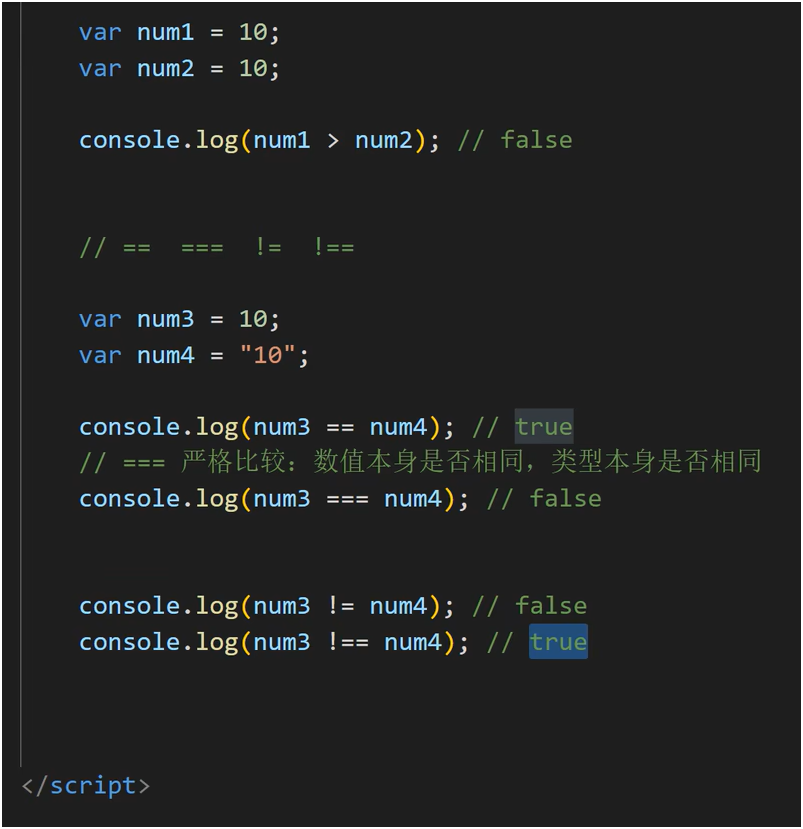 var num1 = 10;
var num2 = 10;
console.log(num1 > num2); // false
// ==  ===  !=  !==
var num3 = 10;
var num4 = "10";
console.log(num3 == num4); // true
// === 严格比较：数值本身是否相同，类型本身是否相同
console.log(num3 === num4); // false
console.log(num3 != num4); // false
console.log(num3 !== num4); // true
</script>